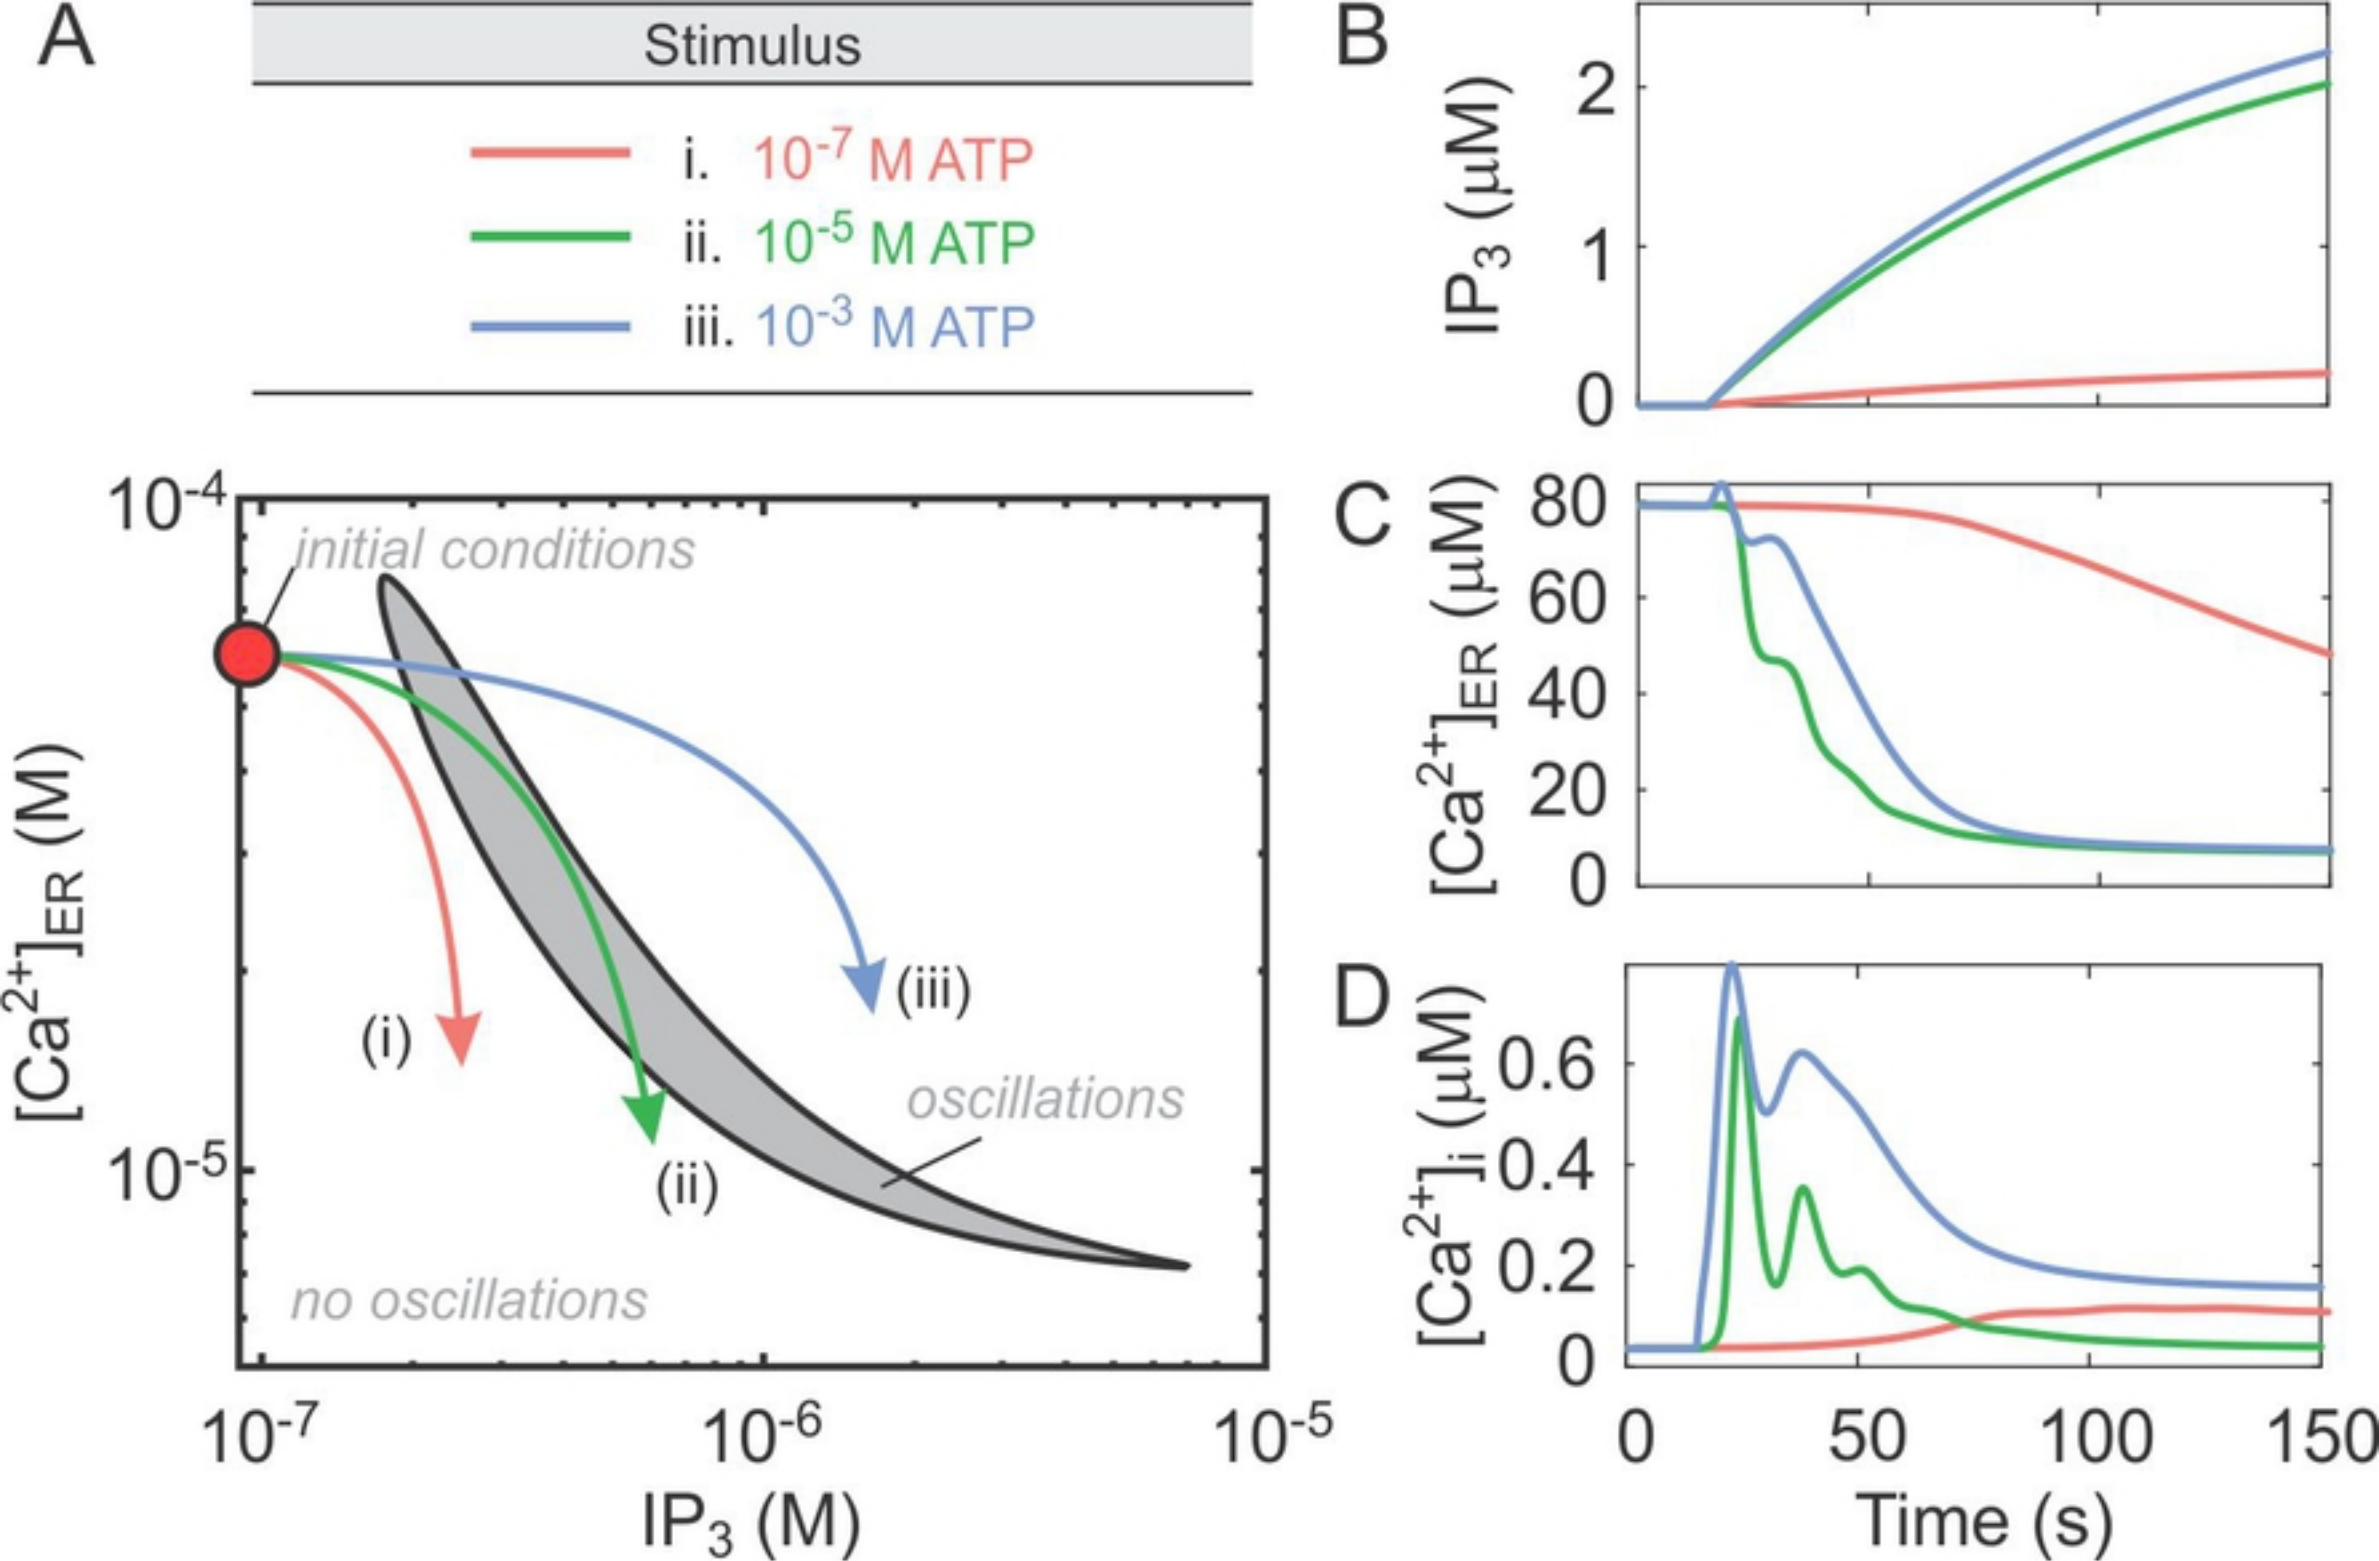 A
Stimulus
i. 10⁻⁷ M ATP
ii. 10⁻⁵ M ATP
iii. 10⁻³ M ATP
10⁻⁴
initial conditions
(i)
(ii)
(iii)
oscillations
no oscillations
10⁻⁵
[Ca²⁺]ER (M)
10⁻⁷
10⁻⁶
10⁻⁵
IP₃ (M)
B
IP₃ (μM)
2
1
0
C
[Ca²⁺]ER (μM)
80
60
40
20
0
D
[Ca²⁺]i (μM)
0.6
0.4
0.2
0
0
50
100
150
Time (s)